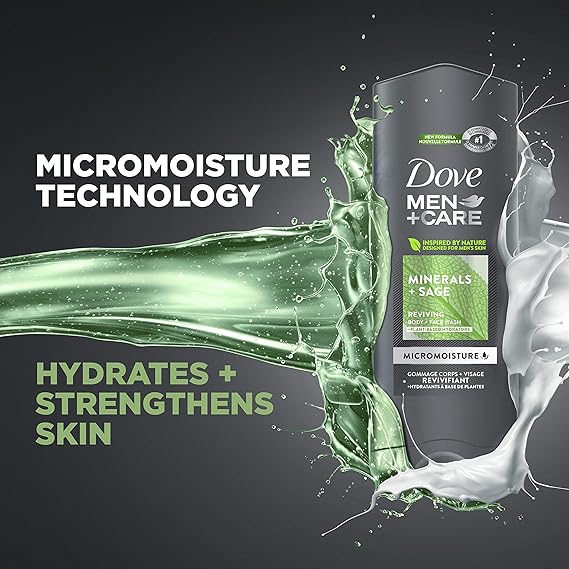 MICROMOISTURE
TECHNOLOGY
HYDRATES +
STRENGTHENS
SKIN
NEW FORMULA
NOUVELLE FORMULE
#1
Dove
MEN
+CARE
INSPIRED BY NATURE
DESIGNED FOR MEN'S SKIN
MINERALS
+ SAGE
REVIVING
BODY + FACE WASH
+PLANT-BASED HYDRATORS
MICROMOISTURE
GOMMAGE CORPS + VISAGE
REVIVIFIANT
+HYDRATANTS À BASE DE PLANTES